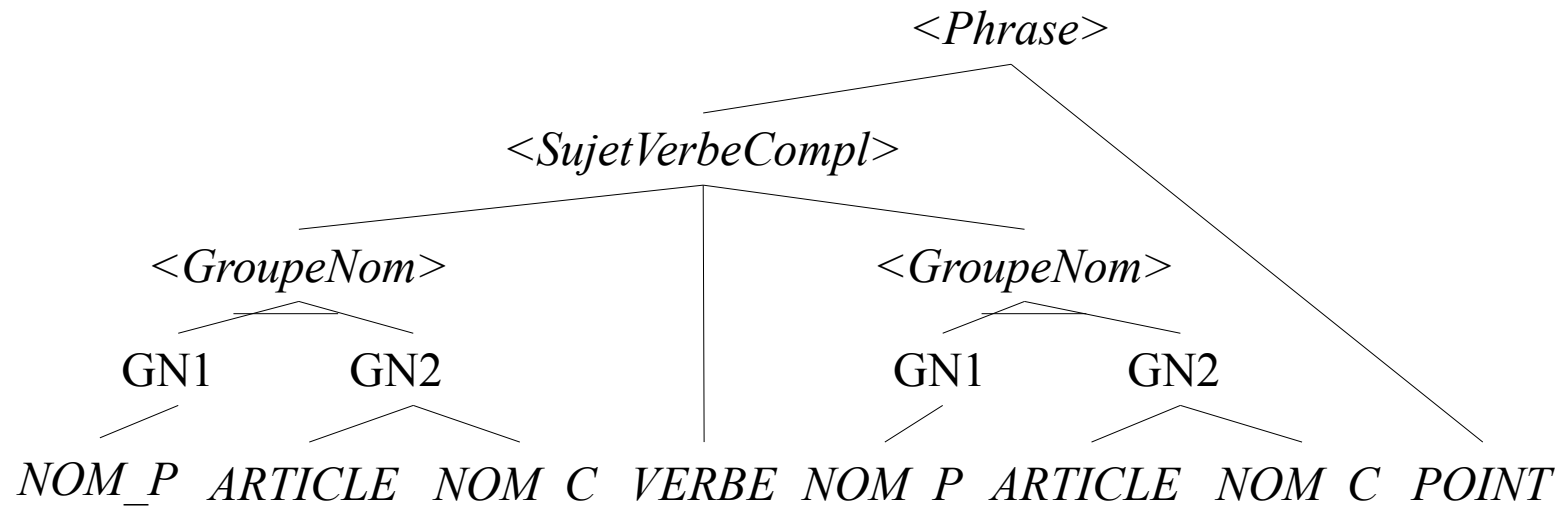 <Phrase>
<SujetVerbeCompl>
<GroupeNom> <GroupeNom>
GN1 GN2 GN1 GN2
NOM_P ARTICLE NOM C VERBE NOM P ARTICLE NOM C POINT